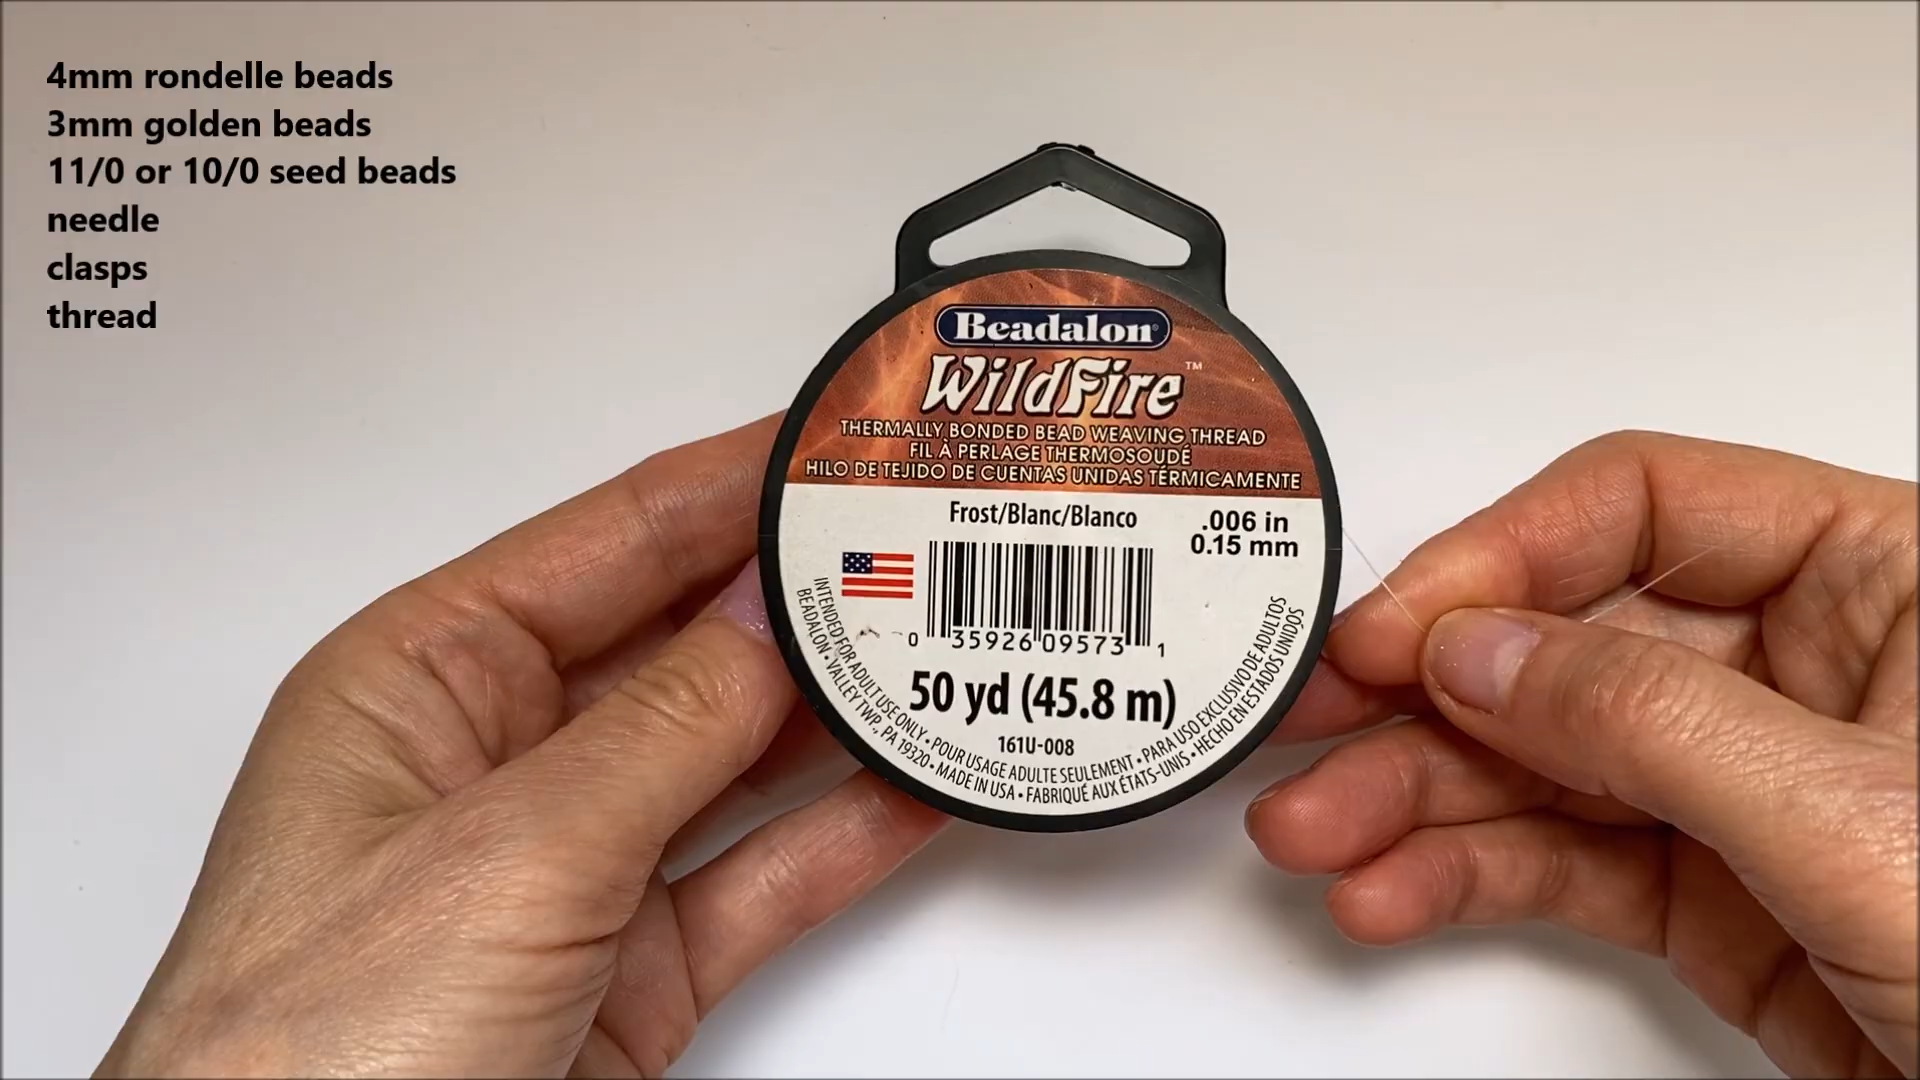 4mm rondelle beads
3mm golden beads
11/0 or 10/0 seed beads
needle
clasps
thread
Beadalon®
WildFire™
THERMALLY BONDED BEAD WEAVING THREAD
FIL À PERLAGE THERMOSOUDÉ
HILO DE TEJIDO DE CUENTAS UNIDAS TÉRMICAMENTE
Frost/Blanc/Blanco
.006 in
0.15 mm
0 35926 09573 1
50 yd (45.8 m)
161U-008
INTENDED FOR ADULT USE ONLY • POUR USAGE ADULTE SEULEMENT • PARA USO EXCLUSIVO DE ADULTOS
BEADALON • VALLEY TWP., PA 19320 • MADE IN USA • FABRIQUÉ AUX ÉTATS-UNIS • HECHO EN ESTADOS UNIDOS